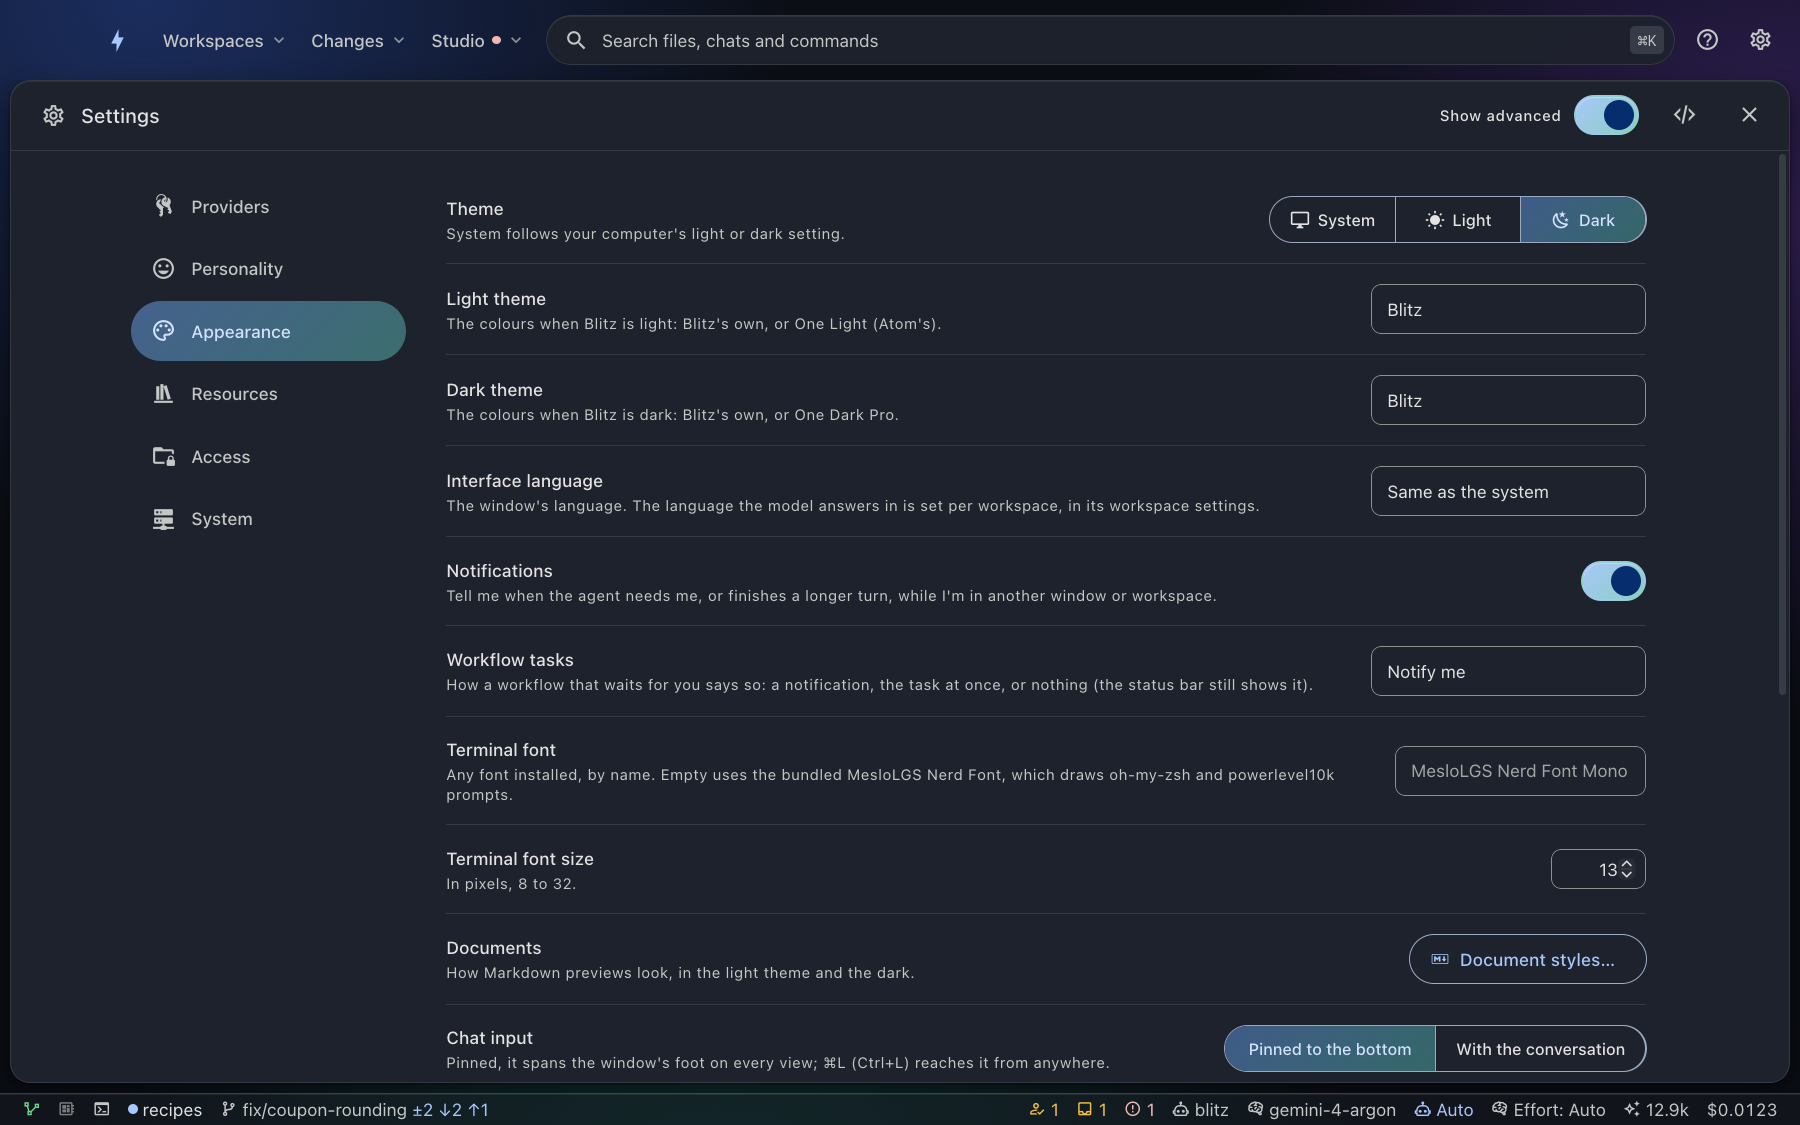 Workspaces
Changes
Studio
Search files, chats and commands
⌘K
Settings
Show advanced
Providers
Personality
Appearance
Resources
Access
System
Theme
System follows your computer's light or dark setting.
System
Light
Dark
Light theme
The colours when Blitz is light: Blitz's own, or One Light (Atom's).
Blitz
Dark theme
The colours when Blitz is dark: Blitz's own, or One Dark Pro.
Blitz
Interface language
The window's language. The language the model answers in is set per workspace, in its workspace settings.
Same as the system
Notifications
Tell me when the agent needs me, or finishes a longer turn, while I'm in another window or workspace.
Workflow tasks
How a workflow that waits for you says so: a notification, the task at once, or nothing (the status bar still shows it).
Notify me
Terminal font
Any font installed, by name. Empty uses the bundled MesloLGS Nerd Font, which draws oh-my-zsh and powerlevel10k
prompts.
MesloLGS Nerd Font Mono
Terminal font size
In pixels, 8 to 32.
13
Documents
How Markdown previews look, in the light theme and the dark.
Document styles...
Chat input
Pinned, it spans the window's foot on every view; ⌘L (Ctrl+L) reaches it from anywhere.
Pinned to the bottom
With the conversation
recipes
fix/coupon-rounding ±2 ↓2 ↑1
1
1
1
blitz
gemini-4-argon
Auto
Effort: Auto
12.9k
$0.0123